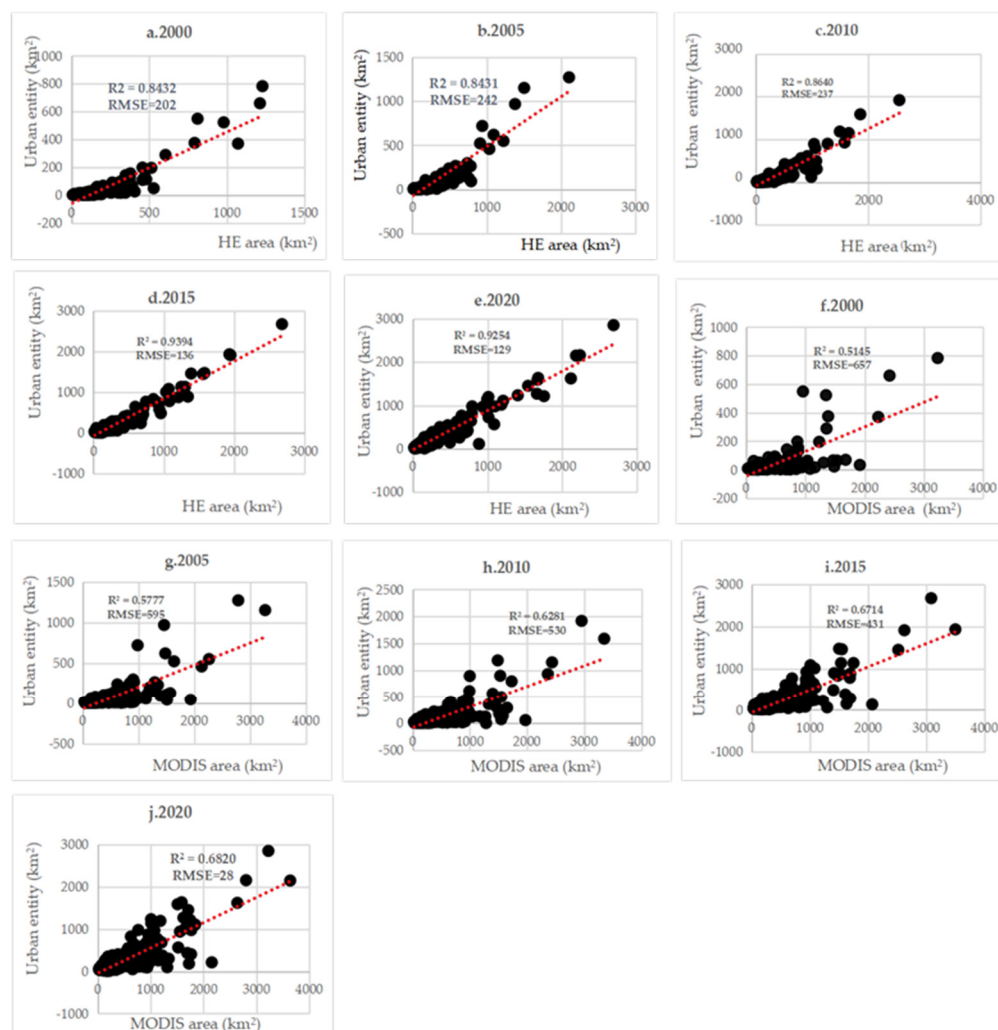 a.2000
Urban entity (km²)
1000
800
600
400
200
0
-200
R2 = 0.8432
RMSE=202
500
1000
1500
HE area (km²)
b.2005
Urban entity (km²)
1500
1000
500
0
-500
R2 = 0.8431
RMSE=242
0
1000
2000
3000
HE area (km²)
c.2010
Urban entity (km²)
3000
2000
1000
0
-1000
R2 = 0.8640
RMSE=237
0
2000
4000
HE area (km²)
d.2015
Urban entity (km²)
3000
2000
1000
0
-1000
R² = 0.9394
RMSE=136
0
1000
2000
3000
HE area (km²)
e.2020
Urban entity (km²)
3000
2000
1000
0
-1000
R² = 0.9254
RMSE=129
0
1000
2000
3000
HE area (km²)
f.2000
Urban entity (km²)
1000
800
600
400
200
0
-200
R² = 0.5145
RMSE=657
0
1000
2000
3000
4000
MODIS area (km²)
g.2005
Urban entity (km²)
1500
1000
500
0
-500
R² = 0.5777
RMSE=595
0
1000
2000
3000
4000
MODIS area (km²)
h.2010
Urban entity (km²)
2500
2000
1500
1000
500
0
-500
R² = 0.6281
RMSE=530
0
1000
2000
3000
4000
MODIS area (km²)
i.2015
Urban entity (km²)
3000
2000
1000
0
-1000
R² = 0.6714
RMSE=431
0
1000
2000
3000
4000
MODIS area (km²)
j.2020
Urban entity (km²)
3000
2000
1000
0
-1000
R² = 0.6820
RMSE=28
0
1000
2000
3000
4000
MODIS area (km²)